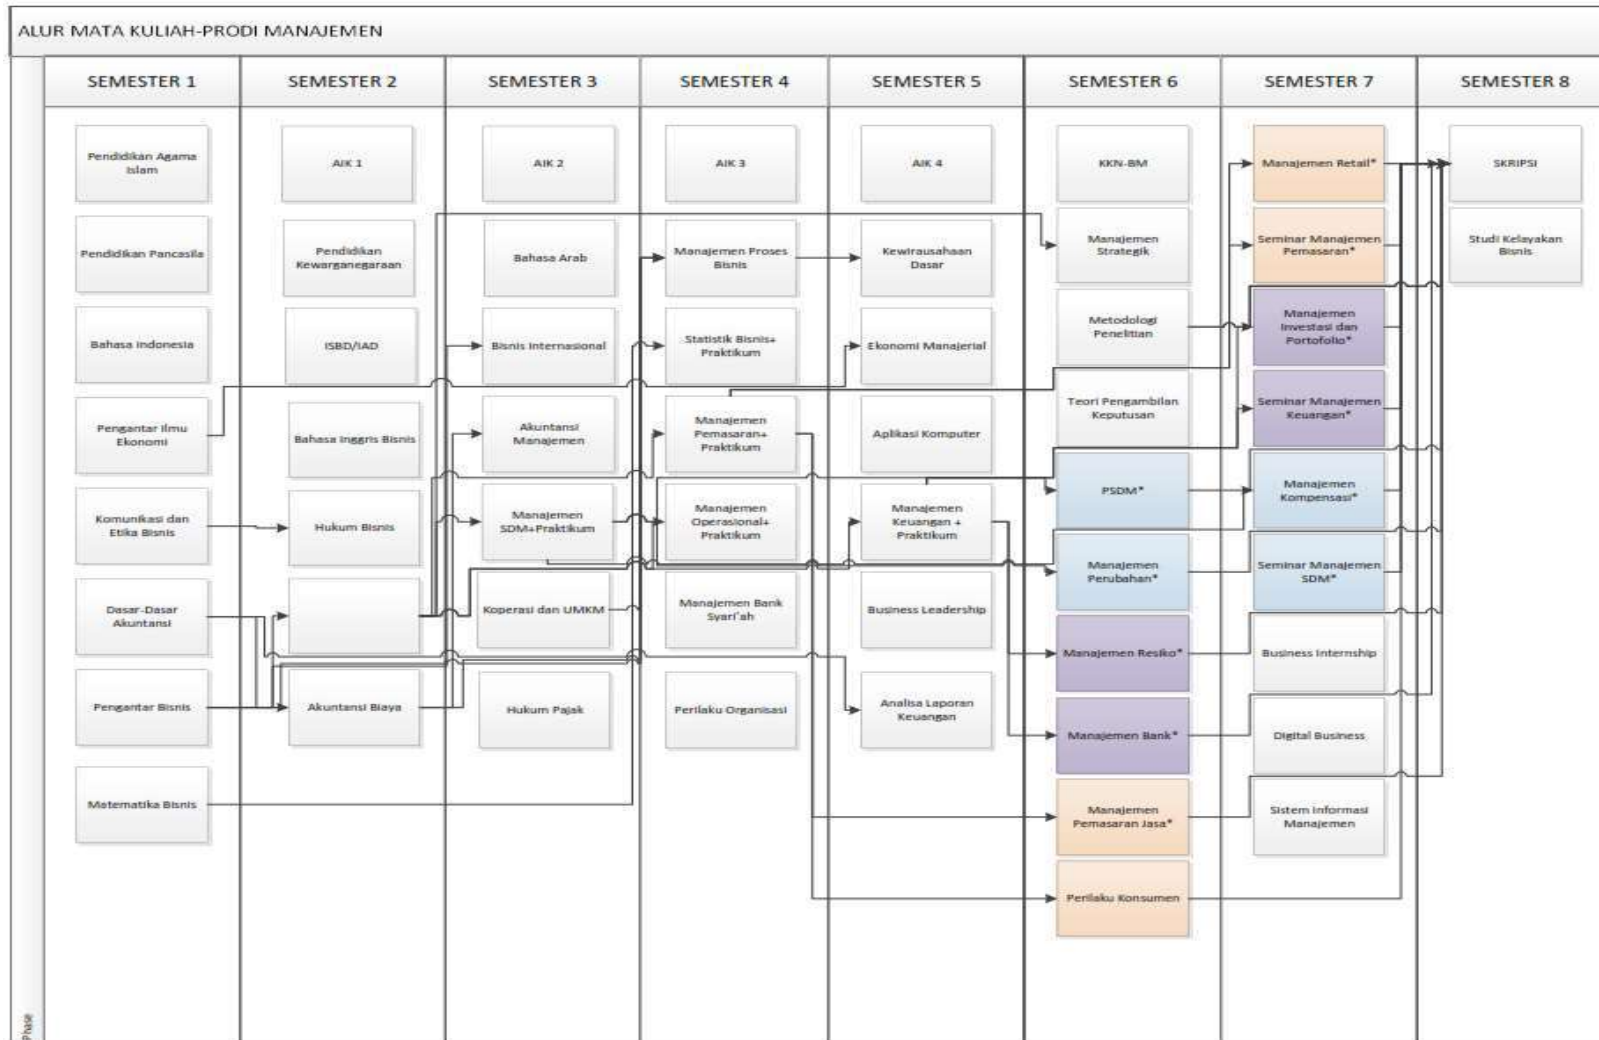 ALUR MATA KULIAH-PRODI MANAJEMEN
SEMESTER 1
SEMESTER 2
SEMESTER 3
SEMESTER 4
SEMESTER 5
SEMESTER 6
SEMESTER 7
SEMESTER 8
Pendidikan Agama
Islam
Pendidikan Pancasila
Bahasa Indonesia
Pengantar Ilmu
Ekonomi
Komunikasi dan
Etika Bisnis
Dasar-Dasar
Akuntansi
Pengantar Bisnis
Matematika Bisnis
AIK 1
Pendidikan
Kewarganegaraan
ISBD/IAD
Bahasa Inggris Bisnis
Hukum Bisnis
Akuntansi Biaya
AIK 2
Bahasa Arab
Bisnis Internasional
Akuntansi
Manajemen
Manajemen
SDM+Praktikum
Koperasi dan UMKM
Hukum Pajak
AIK 3
Manajemen Proses
Bisnis
Statistik Bisnis+
Praktikum
Manajemen
Pemasaran+
Praktikum
Manajemen
Operasional+
Praktikum
Manajemen Bank
Syari'ah
Perilaku Organisasi
AIK 4
Kewirausahaan
Dasar
Ekonomi Manajerial
Aplikasi Komputer
Manajemen
Keuangan +
Praktikum
Business Leadership
Analisa Laporan
Keuangan
KKN-BM
Manajemen
Strategik
Metodologi
Penelitian
Teori Pengambilan
Keputusan
PSDM*
Manajemen
Perubahan*
Manajemen Resiko*
Manajemen Bank*
Manajemen
Pemasaran Jasa*
Perilaku Konsumen
Manajemen Retail*
Seminar Manajemen
Pemasaran*
Manajemen
Investasi dan
Portofolio*
Seminar Manajemen
Keuangan*
Manajemen
Kompensasi*
Seminar Manajemen
SDM*
Business Internship
Digital Business
Sistem Informasi
Manajemen
SKRIPSI
Studi Kelayakan
Bisnis
Phase